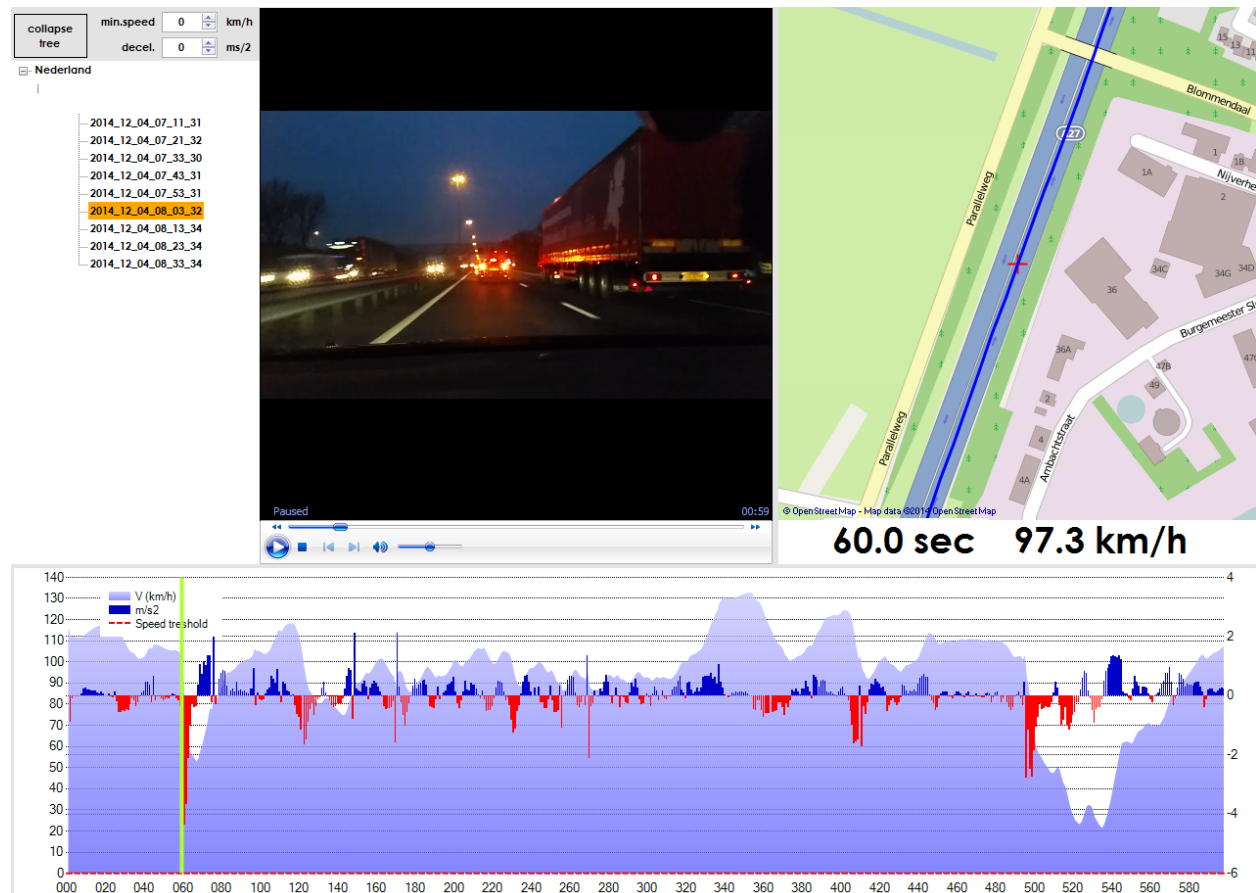 collapse
tree
min.speed 0 km/h
decel. 0 ms/2
Nederland
2014_12_04_07_11_31
2014_12_04_07_21_32
2014_12_04_07_33_30
2014_12_04_07_43_31
2014_12_04_07_53_31
2014_12_04_08_03_32
2014_12_04_08_13_34
2014_12_04_08_23_34
2014_12_04_08_33_34
Paused 00:59
15
13
11
Blommendaal
Parallelweg
1
1B
1A
2
34C
34G
34D
36
36A
47B
49
2
4
4A
Parallelweg
Ambachtstraat
© OpenStreetMap - Map data ©2014 OpenStreetMap
60.0 sec 97.3 km/h
V (km/h)
m/s2
Speed treshold
140
130
120
110
100
90
80
70
60
50
40
30
20
10
0
4
2
0
-2
-4
-6
000 020 040 060 080 100 120 140 160 180 200 220 240 260 280 300 320 340 360 380 400 420 440 460 480 500 520 540 560 580